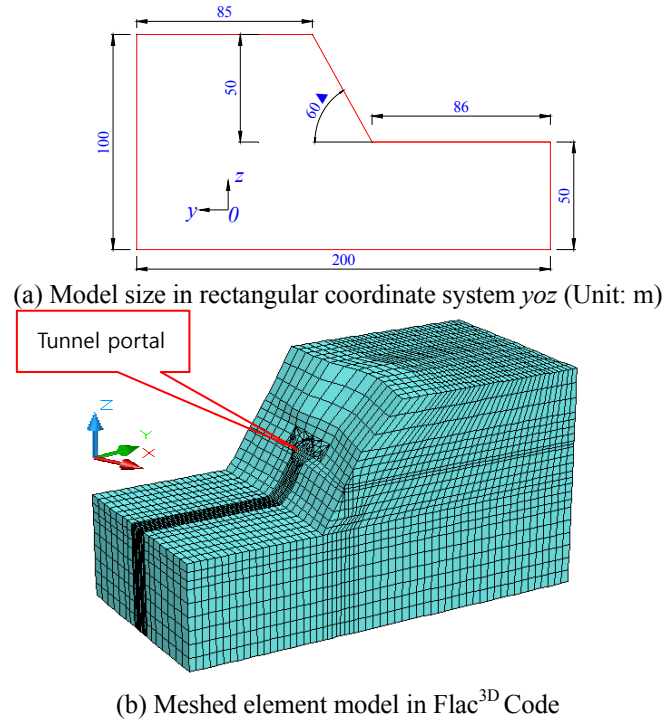 85
50
60▲
86
100
z
y
0
50
200
(a) Model size in rectangular coordinate system yoz (Unit: m)
Tunnel portal
Z
Y
X
(b) Meshed element model in Flac3D Code